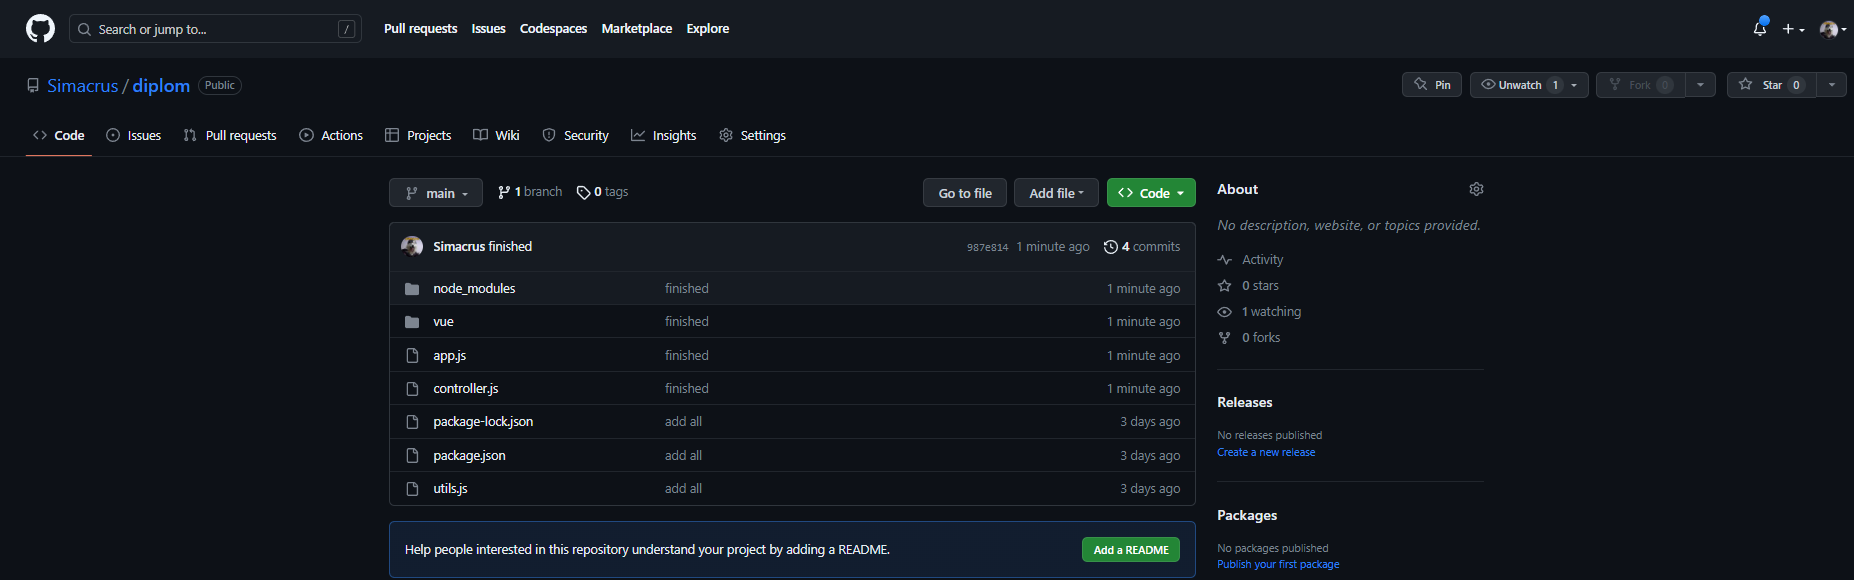 Search or jump to... / Pull requests Issues Codespaces Marketplace Explore
Simacrus / diplom Public Pin Unwatch 1 Fork 0 Star 0
Code Issues Pull requests Actions Projects Wiki Security Insights Settings
main 1 branch 0 tags Go to file Add file Code
Simacrus finished 987e814 1 minute ago 4 commits
node_modules finished 1 minute ago
vue finished 1 minute ago
app.js finished 1 minute ago
controller.js finished 1 minute ago
package-lock.json add all 3 days ago
package.json add all 3 days ago
utils.js add all 3 days ago
Help people interested in this repository understand your project by adding a README. Add a README
About
No description, website, or topics provided.
Activity
0 stars
1 watching
0 forks
Releases
No releases published
Create a new release
Packages
No packages published
Publish your first package